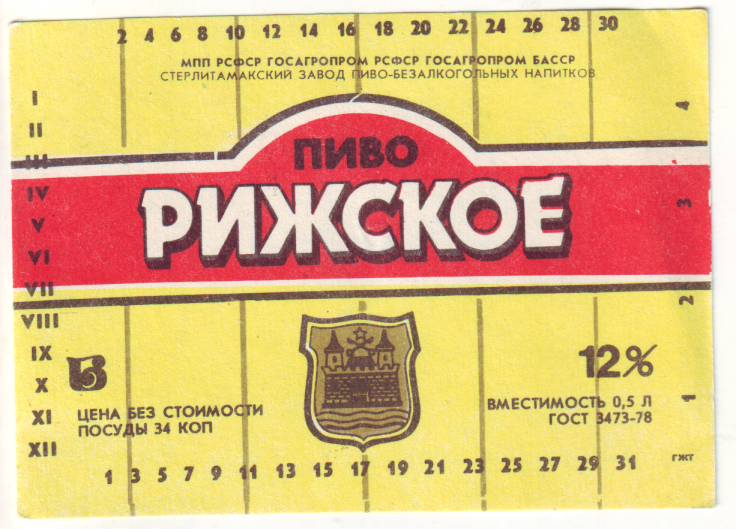 2 4 6 8 10 12 14 16 18 20 22 24 26 28 30
МПП РСФСР ГОСАГРОПРОМ РСФСР ГОСАГРОПРОМ БАССР
СТЕРЛИТАМАКСКИЙ ЗАВОД ПИВО-БЕЗАЛКОГОЛЬНЫХ НАПИТКОВ
I
II
III
IV
V
VI
VII
VIII
IX
X
XI
XII
ПИВО
РИЖСКОЕ
4
3
2
1
12%
ЦЕНА БЕЗ СТОИМОСТИ
ПОСУДЫ 34 КОП
ВМЕСТИМОСТЬ 0,5 Л
ГОСТ 3473-78
ГЖТ
1 3 5 7 9 11 13 15 17 19 21 23 25 27 29 31